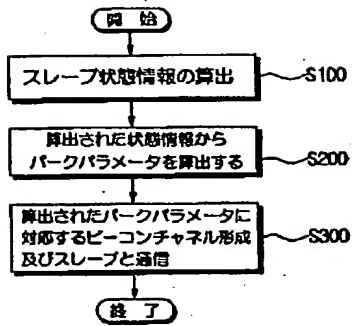 開始
スレーブ状態情報の算出
S100
算出された状態情報から
パークパラメータを算出する
S200
算出されたパークパラメータに
対応するビーコンチャネル形成
及びスレーブと通信
S300
終了